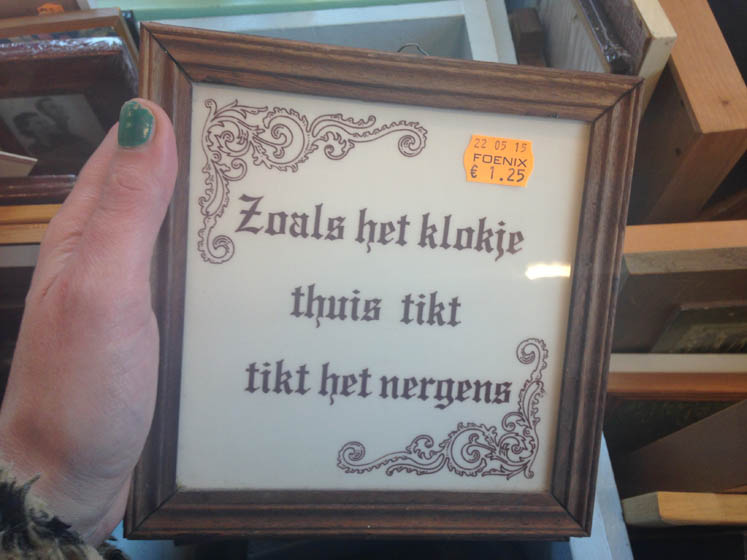 22 05 15
FOENIX
€ 1.25
Zoals het klokje
thuis tikt
tikt het nergens